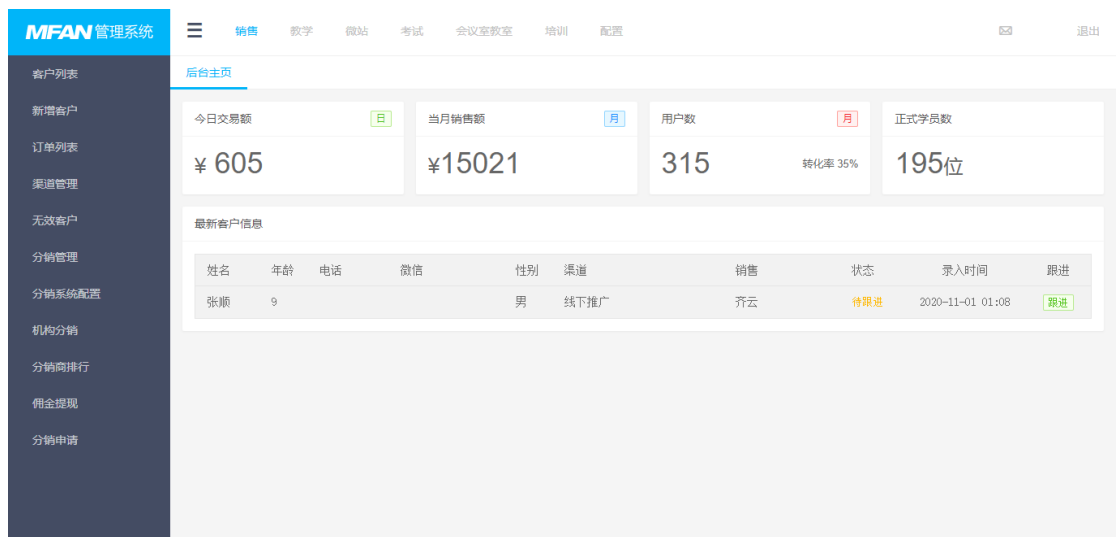 MFAN管理系统 销售 教学 微站 考试 会议室教室 培训 配置 退出
客户列表
新增客户
订单列表
渠道管理
无效客户
分销管理
分销系统配置
机构分销
分销商排行
佣金提现
分销申请
后台主页
今日交易额 日 当月销售额 月 用户数 月 正式学员数
¥ 605 ¥15021 315 转化率 35% 195位
最新客户信息
姓名 年龄 电话 微信 性别 渠道 销售 状态 录入时间 跟进
张顺 9 男 线下推广 齐云 待跟进 2020-11-01 01:08 跟进